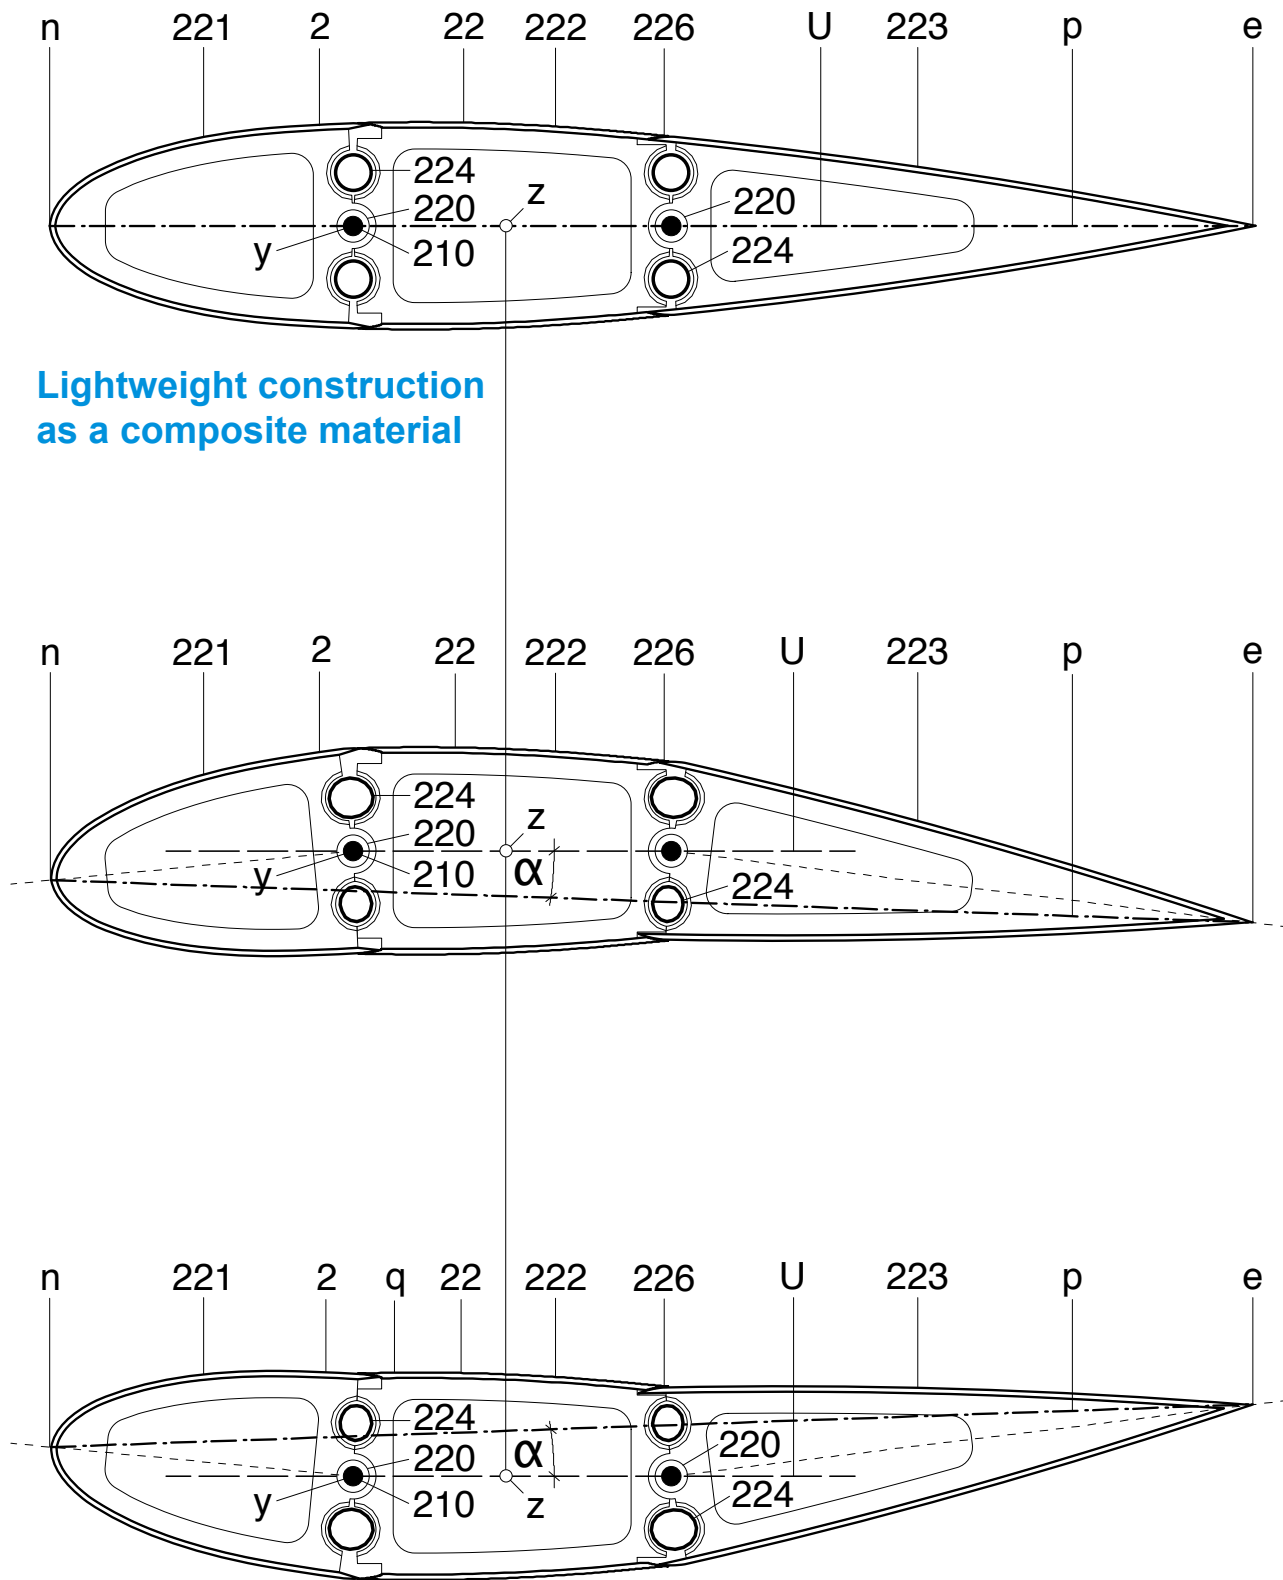 n 221 2 22 222 226 U 223 p e
224
z
220
220
y
210
224
Lightweight construction
as a composite material
n 221 2 22 222 226 U 223 p e
224
z
220
y
210
α
224
n 221 2 q 22 222 226 U 223 p e
224
α
220
220
y
210
z
224